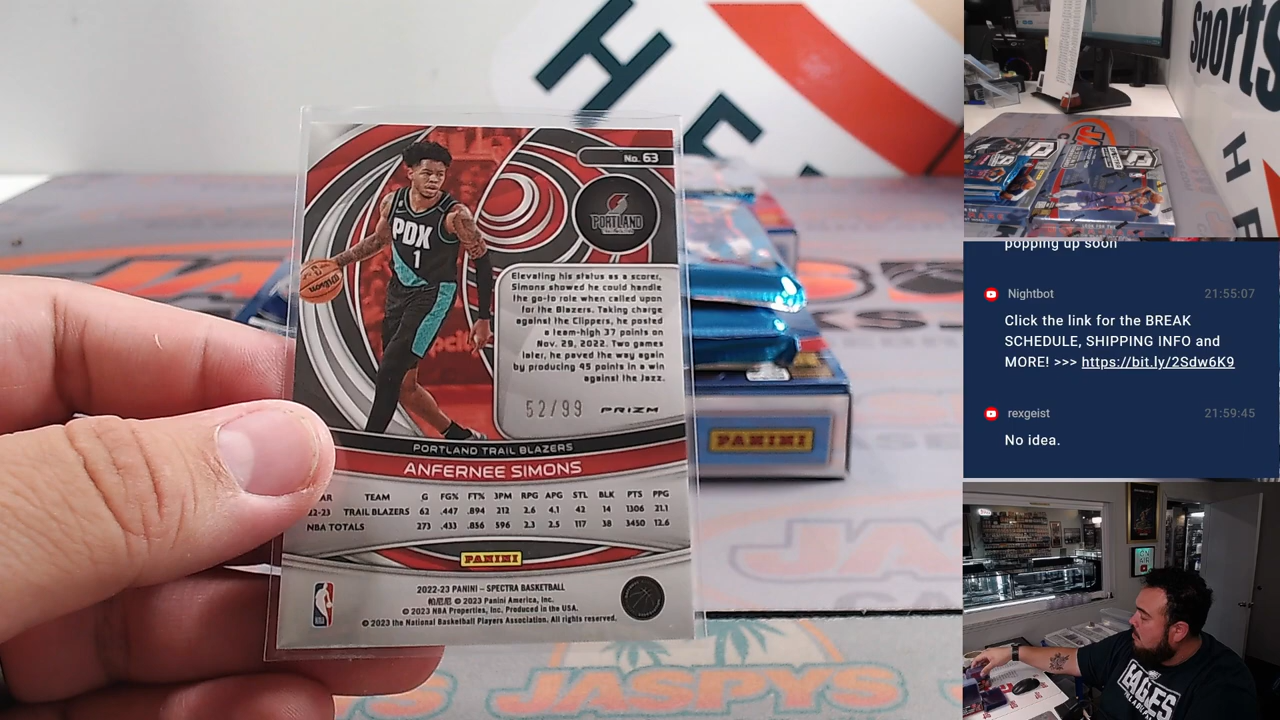 No. 63
PORTLAND
PDX
1
Elevating his status as a scorer,
Simons showed he could handle
the go-to role when called upon
for the Blazers. Taking charge
against the Clippers, he posted
a team-high 37 points on
Nov. 29, 2022. Two games
later, he paved the way again
by producing 45 points in a win
against the Jazz.
52/99 PRIZM
PORTLAND TRAIL BLAZERS
ANFERNEE SIMONS
TEAM G FG% FT% 3PM RPG APG STL BLK PTS PPG
22-23 TRAIL BLAZERS 62 .447 .894 212 2.6 4.1 42 14 1306 21.1
NBA TOTALS 273 .433 .856 596 2.3 2.5 117 38 3450 12.6
PANINI
2022-23 PANINI – SPECTRA BASKETBALL
帕尼尼 © 2023 Panini America, Inc.
© 2023 NBA Properties, Inc. Produced in the USA.
© 2023 the National Basketball Players Association. All rights reserved.
PANINI
JASPYS
Sports
popping up soon
Nightbot 21:55:07
Click the link for the BREAK
SCHEDULE, SHIPPING INFO and
MORE! >>> https://bit.ly/2Sdw6K9
rexgeist 21:59:45
No idea.
EAGLES